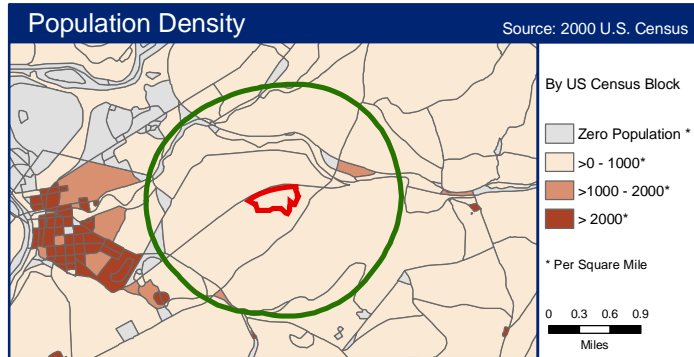 Population Density
Source: 2000 U.S. Census
By US Census Block
Zero Population *
>0 - 1000*
>1000 - 2000*
> 2000*
* Per Square Mile
0 0.3 0.6 0.9
Miles